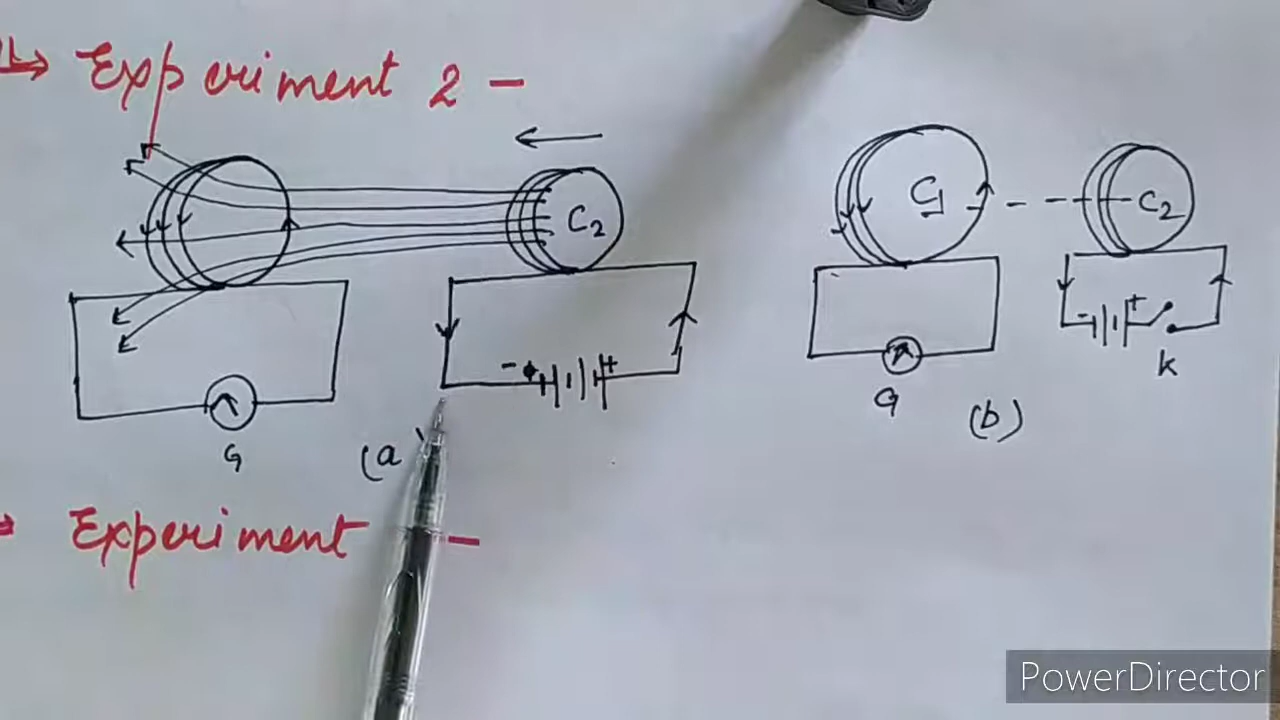 Experiment 2 -
C2
- +
G
(a
C1
C2
- +
K
G
(b)
Experiment -
PowerDirector